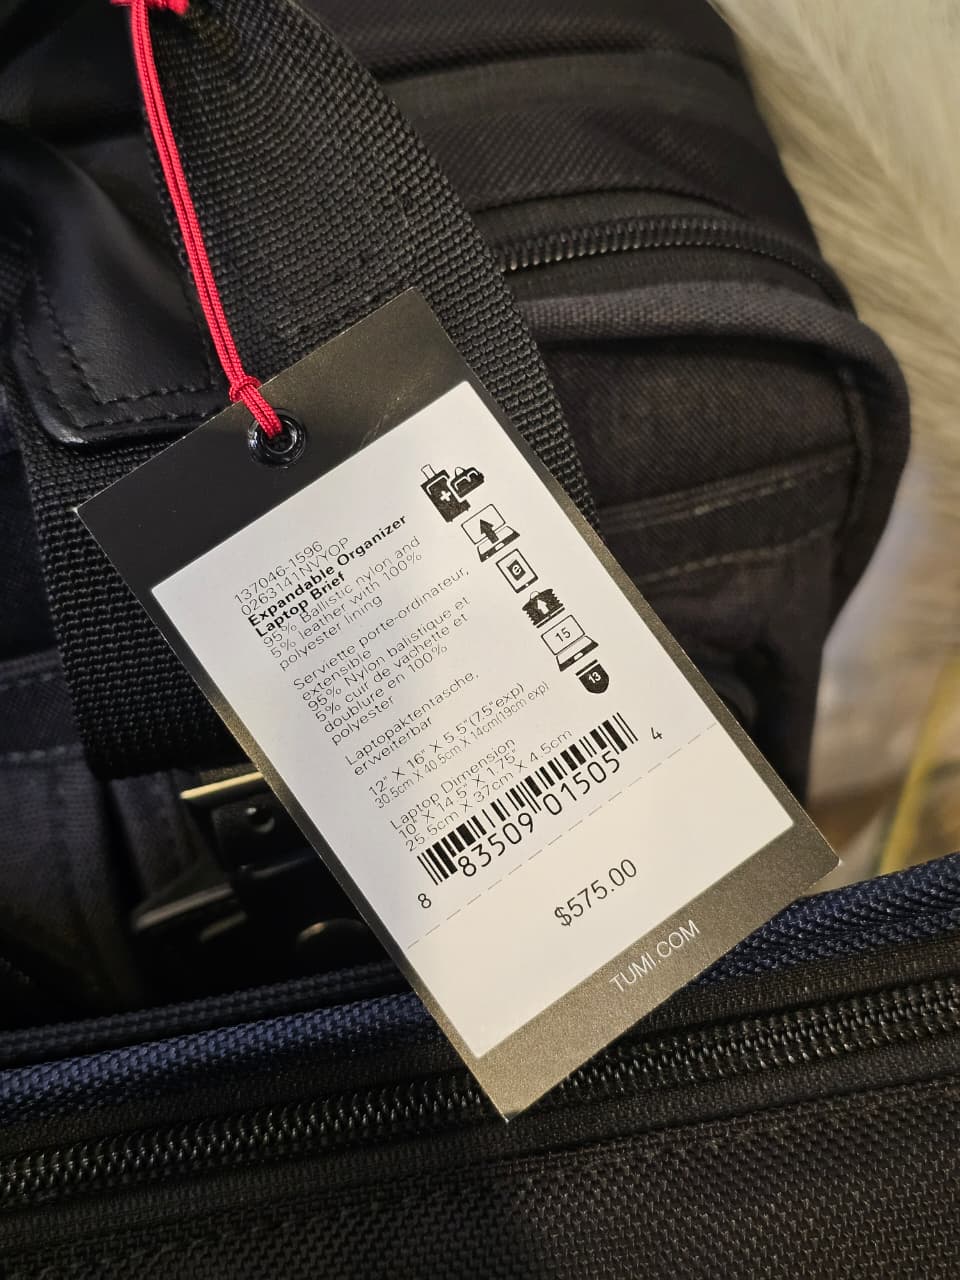 137046-1596
0263141NVYOP
Expandable Organizer
Laptop Brief
95% Ballistic nylon and
5% leather with 100%
polyester lining
Serviette porte-ordinateur,
extensible
95% Nylon balistique et
5% cuir de vachette et
doublure en 100%
polyester
Laptopaktentasche,
erweiterbar
12" X 16" X 5.5"(7.5"exp)
30.5cm X 40.5cm X 14cm(19cm exp)
Laptop Dimension
10" X 14.5" X 1.75"
25.5cm X 37cm X 4.5cm
15
13
8 83509 01505 4
$575.00
TUMI.COM